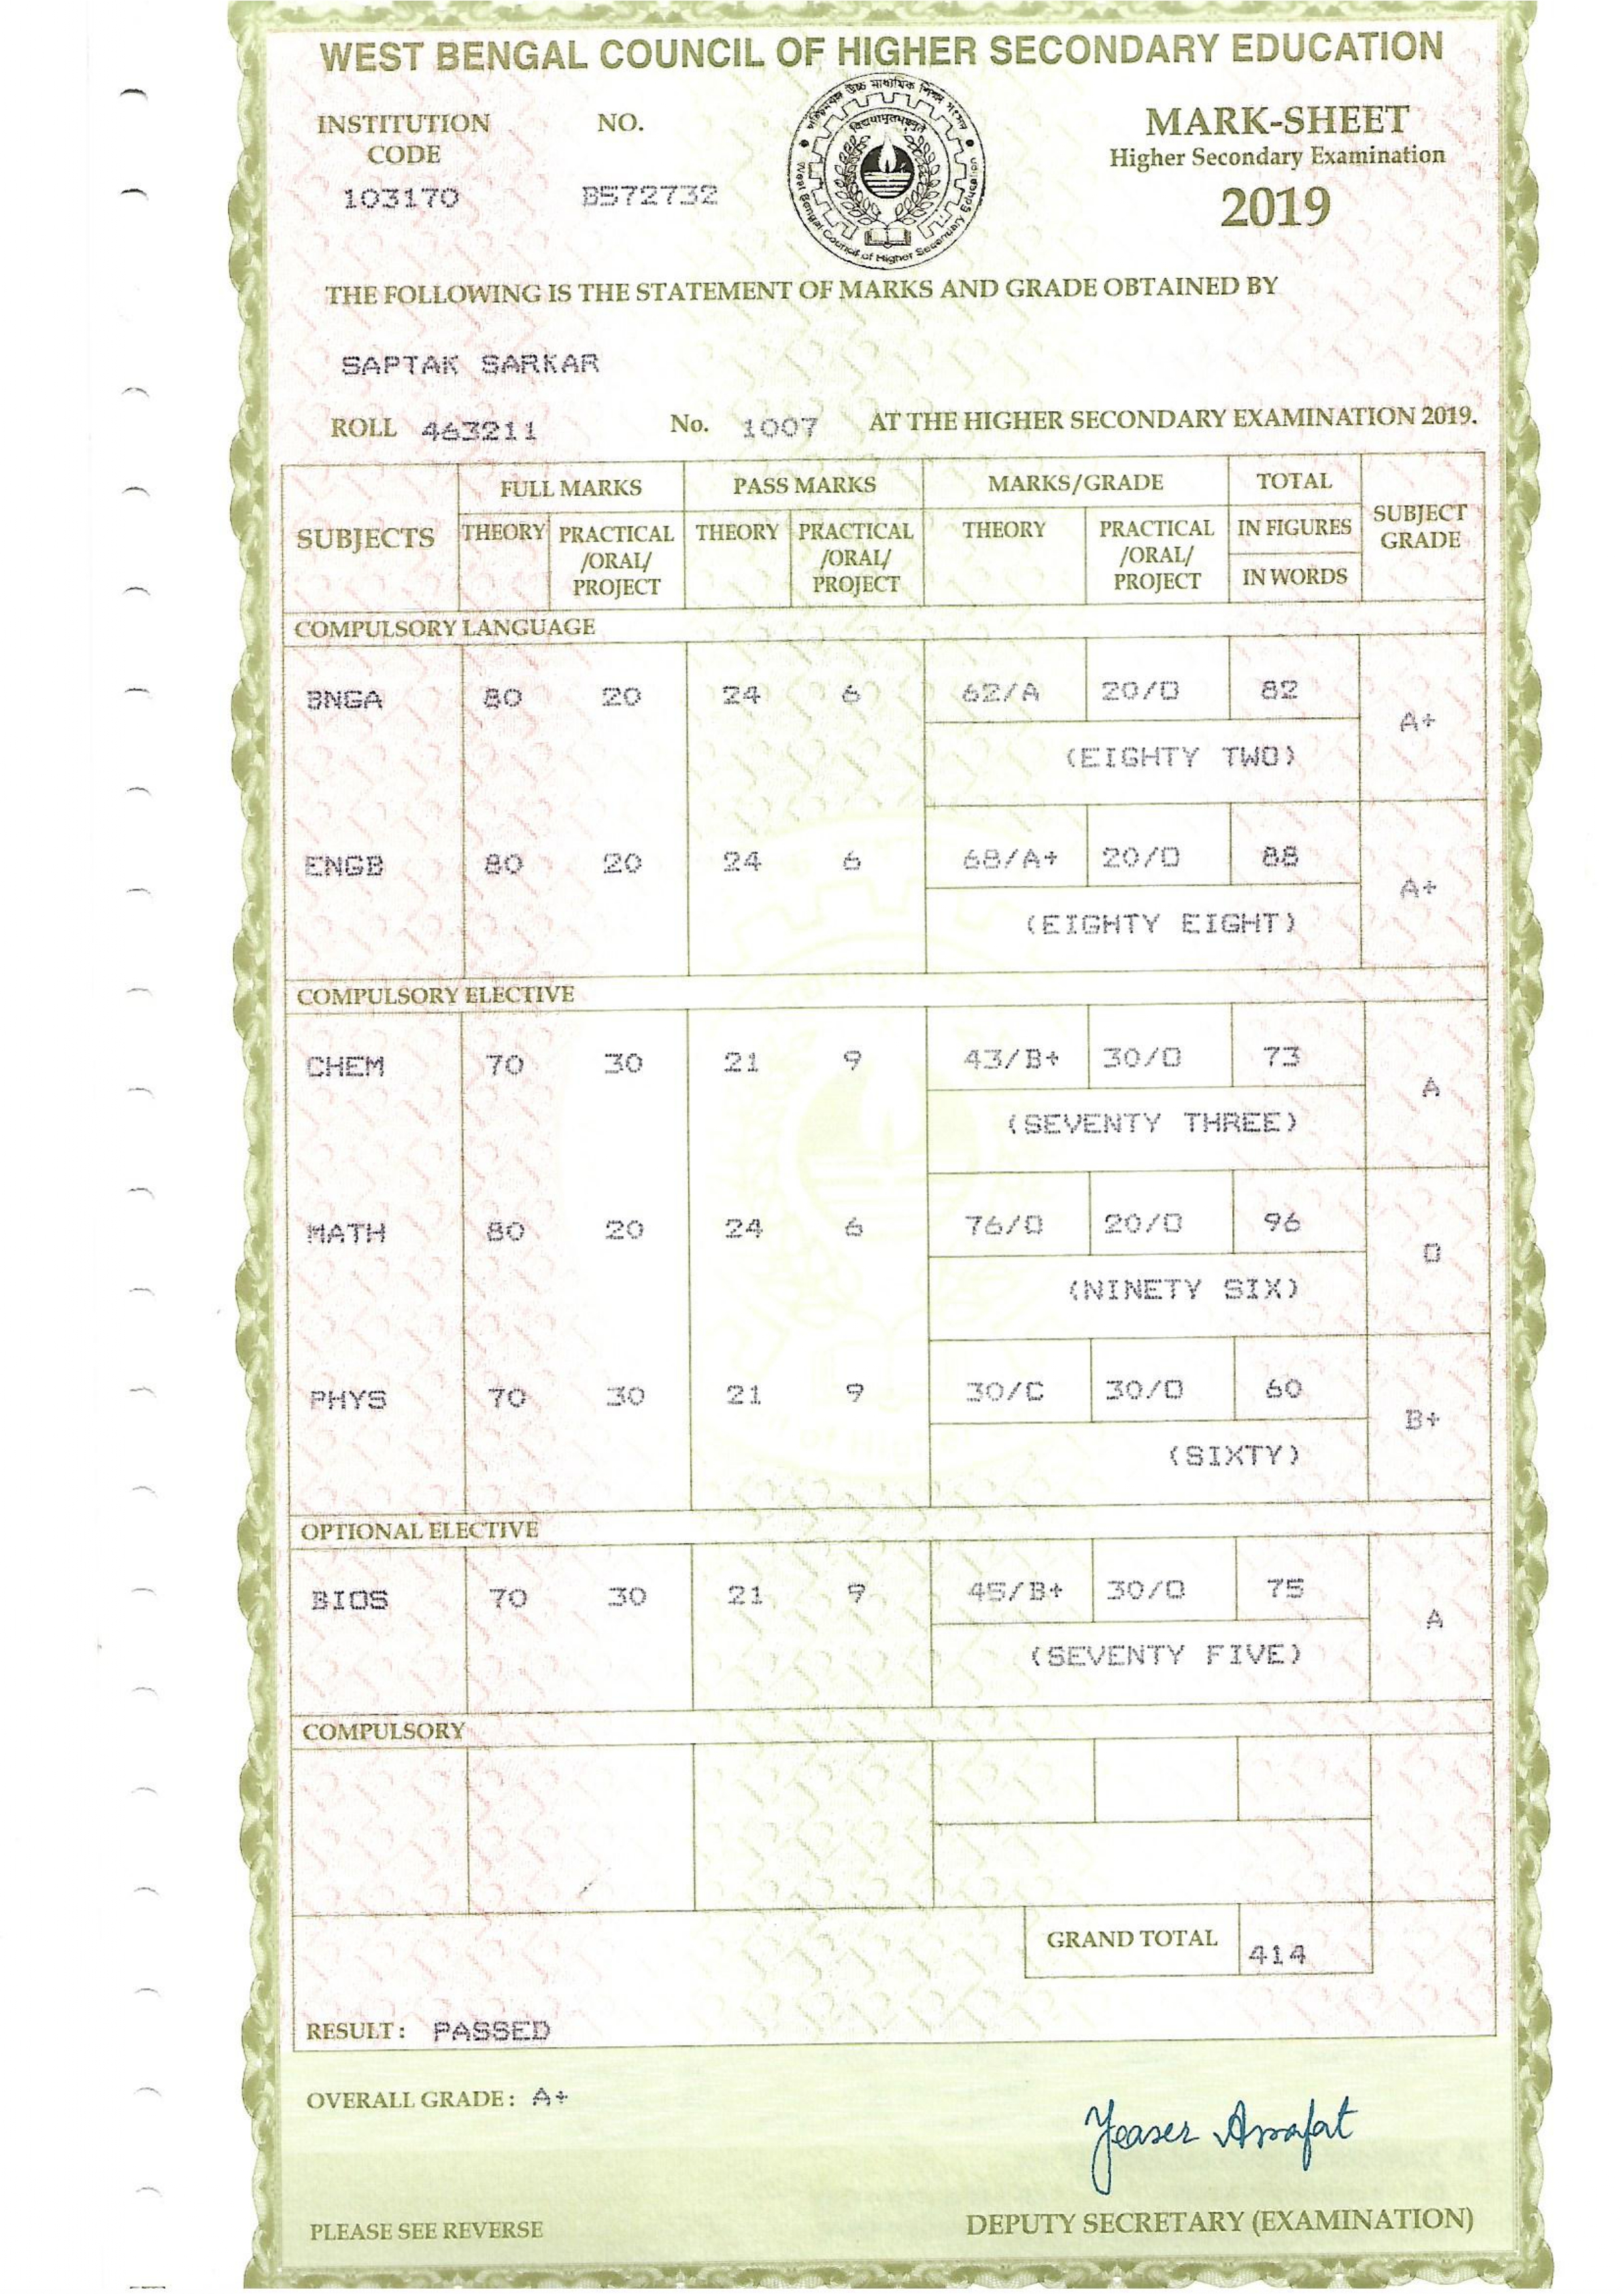 WEST BENGAL COUNCIL OF HIGHER SECONDARY EDUCATION
INSTITUTION CODE NO.
103170 B572732
পশ্চিমবঙ্গ উচ্চ মাধ্যমিক শিক্ষা সংসদ
विद्ययामृतमश्नुते
West Bengal Council of Higher Secondary Education
MARK-SHEET
Higher Secondary Examination
2019
THE FOLLOWING IS THE STATEMENT OF MARKS AND GRADE OBTAINED BY
SAPTAK SARKAR
ROLL 463211 No. 1007 AT THE HIGHER SECONDARY EXAMINATION 2019.
SUBJECTS FULL MARKS PASS MARKS MARKS/GRADE TOTAL SUBJECT GRADE
THEORY PRACTICAL /ORAL/ PROJECT THEORY PRACTICAL /ORAL/ PROJECT THEORY PRACTICAL /ORAL/ PROJECT IN FIGURES IN WORDS
COMPULSORY LANGUAGE
BNGA 80 20 24 6 62/A 20/O 82 A+
(EIGHTY TWO)
ENGB 80 20 24 6 68/A+ 20/O 88 A+
(EIGHTY EIGHT)
COMPULSORY ELECTIVE
CHEM 70 30 21 9 43/B+ 30/O 73 A
(SEVENTY THREE)
MATH 80 20 24 6 76/O 20/O 96 O
(NINETY SIX)
PHYS 70 30 21 9 30/C 30/O 60 B+
(SIXTY)
OPTIONAL ELECTIVE
BIOS 70 30 21 9 45/B+ 30/O 75 A
(SEVENTY FIVE)
COMPULSORY
GRAND TOTAL 414
RESULT: PASSED
OVERALL GRADE: A+
Yeaser Arrafat
PLEASE SEE REVERSE DEPUTY SECRETARY (EXAMINATION)